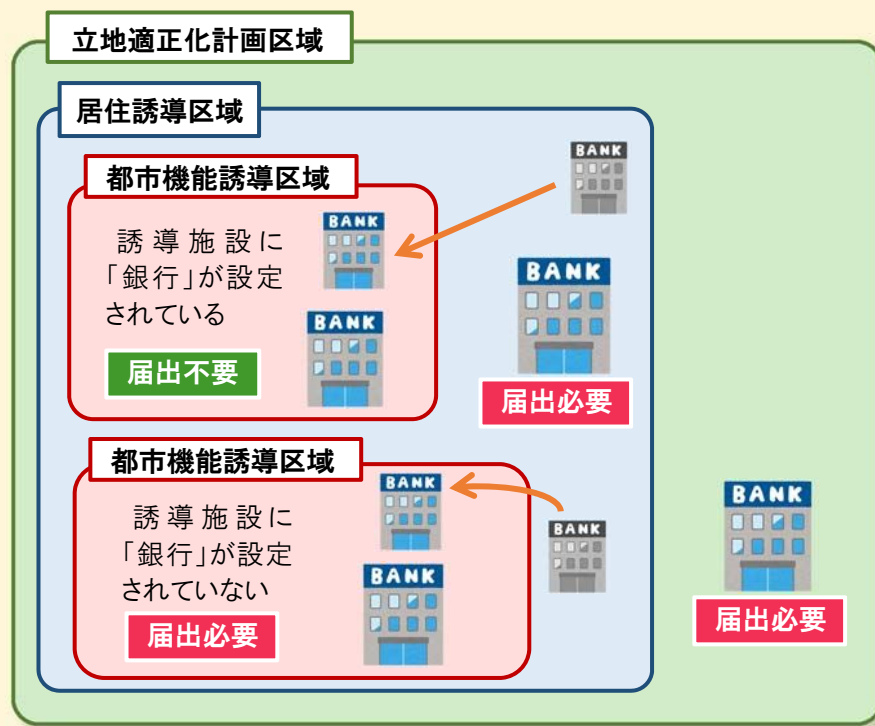 立地適正化計画区域
居住誘導区域
都市機能誘導区域
BANK
誘導施設に
「銀行」が設定
されている
BANK
BANK
BANK
届出不要
届出必要
都市機能誘導区域
誘導施設に
「銀行」が設定
されていない
BANK
BANK
BANK
BANK
届出必要
届出必要